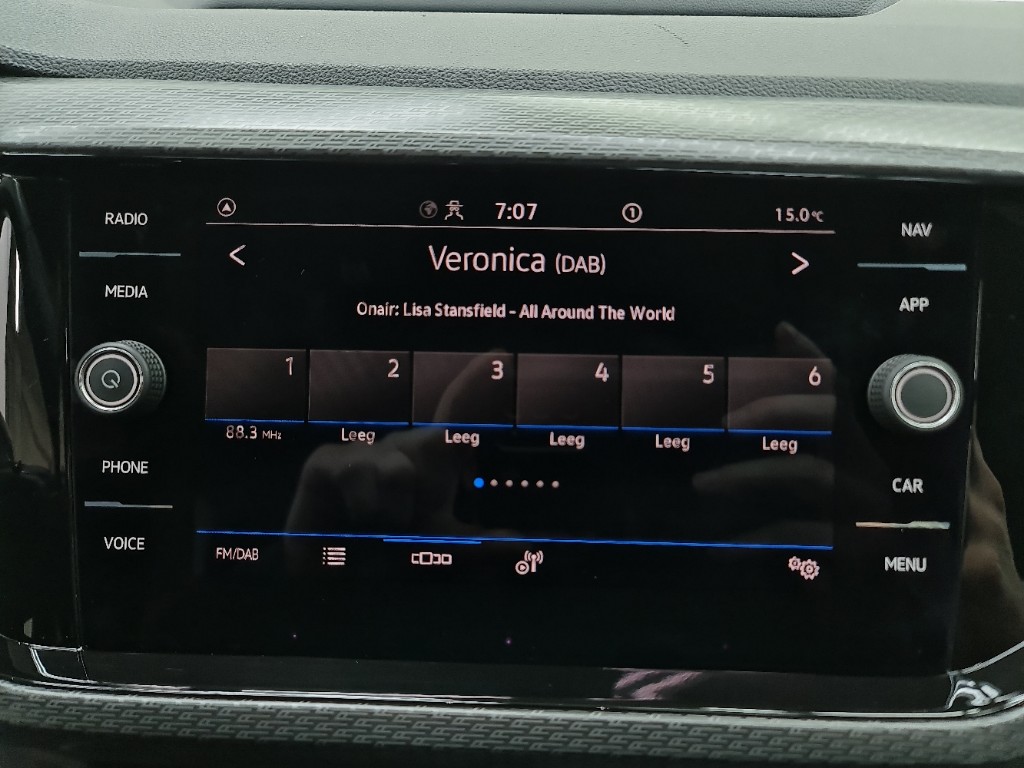 RADIO
MEDIA
PHONE
VOICE
7:07
1
15.0°C
< Veronica (DAB) >
Onair: Lisa Stansfield - All Around The World
1 2 3 4 5 6
88.3 MHz Leeg Leeg Leeg Leeg Leeg
FM/DAB
NAV
APP
CAR
MENU